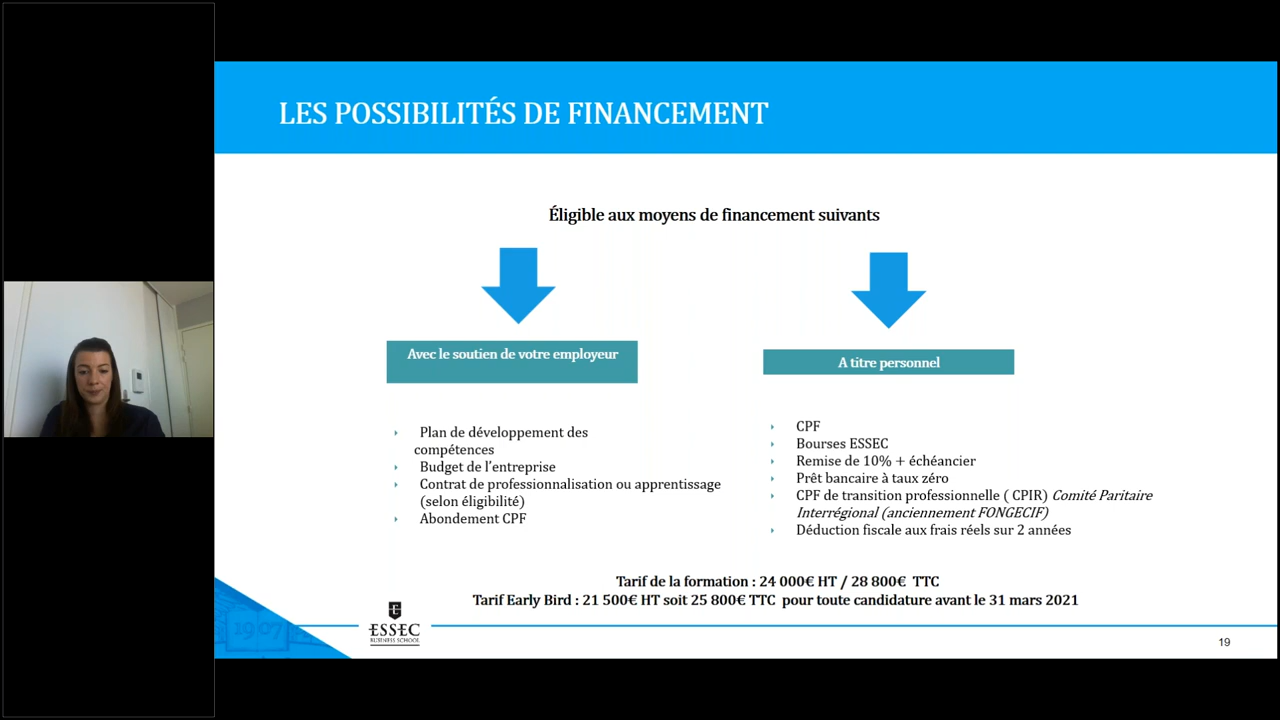 LES POSSIBILITÉS DE FINANCEMENT
Éligible aux moyens de financement suivants
Avec le soutien de votre employeur
Plan de développement des
compétences
Budget de l'entreprise
Contrat de professionnalisation ou apprentissage
(selon éligibilité)
Abondement CPF
A titre personnel
CPF
Bourses ESSEC
Remise de 10% + échéancier
Prêt bancaire à taux zéro
CPF de transition professionnelle ( CPIR) Comité Paritaire
Interrégional (anciennement FONGECIF)
Déduction fiscale aux frais réels sur 2 années
Tarif de la formation : 24 000€ HT / 28 800€ TTC
Tarif Early Bird : 21 500€ HT soit 25 800€ TTC pour toute candidature avant le 31 mars 2021
1907
ESSEC
BUSINESS SCHOOL
19